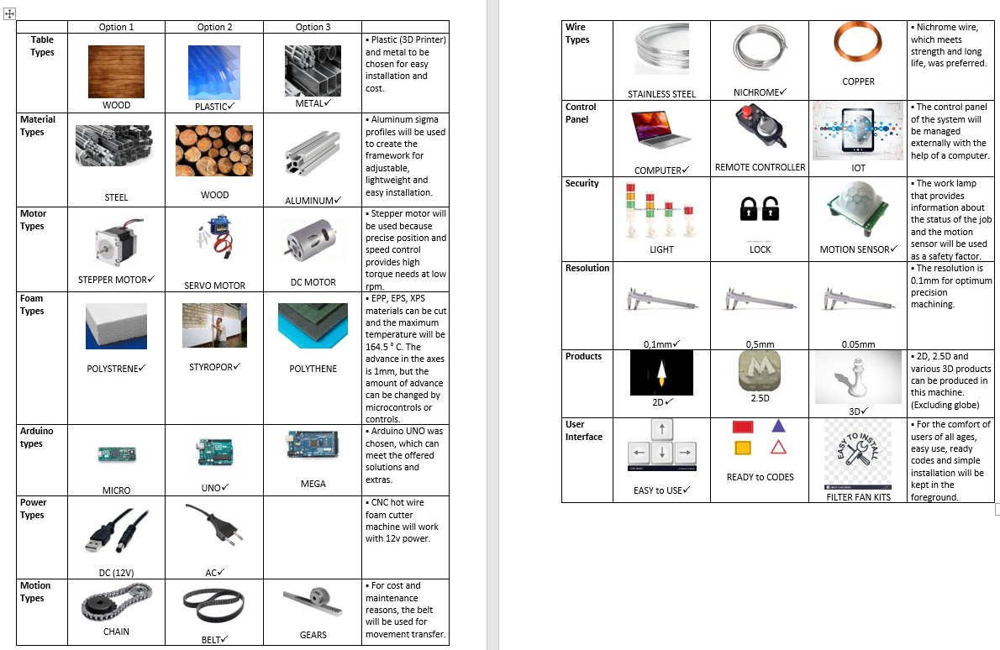 Option 1 Option 2 Option 3
Table
Types
WOOD
PLASTIC✓
METAL✓
▪ Plastic (3D Printer)
and metal to be
chosen for easy
installation and
cost.
Material
Types
STEEL
WOOD
ALUMINUM✓
▪ Aluminum sigma
profiles will be used
to create the
framework for
adjustable,
lightweight and
easy installation.
Motor
Types
STEPPER MOTOR✓
SERVO MOTOR
DC MOTOR
▪ Stepper motor will
be used because
precise position and
speed control
provides high
torque needs at low
rpm.
Foam
Types
POLYSTRENE✓
STYROPOR✓
POLYTHENE
▪ EPP, EPS, XPS
materials can be cut
and the maximum
temperature will be
164.5 ° C. The
advance in the axes
is 1mm, but the
amount of advance
can be changed by
microcontrols or
controls.
Arduino
types
MICRO
UNO✓
MEGA
▪ Arduino UNO was
chosen, which can
meet the offered
solutions and
extras.
Power
Types
DC (12V)
AC✓
▪ CNC hot wire
foam cutter
machine will work
with 12v power.
Motion
Types
CHAIN
BELT✓
GEARS
▪ For cost and
maintenance
reasons, the belt
will be used for
movement transfer.
Wire
Types
STAINLESS STEEL
NICHROME✓
COPPER
▪ Nichrome wire,
which meets
strength and long
life, was preferred.
Control
Panel
COMPUTER✓
REMOTE CONTROLLER
IOT
▪ The control panel
of the system will
be managed
externally with the
help of a computer.
Security
LIGHT
LOCK
MOTION SENSOR✓
▪ The work lamp
that provides
information about
the status of the job
and the motion
sensor will be used
as a safety factor.
Resolution
0,1mm✓
0,5mm
0.05mm
▪ The resolution is
0.1mm for optimum
precision
machining.
Products
2D✓
M
2.5D
3D✓
▪ 2D, 2.5D and
various 3D products
can be produced in
this machine.
(Excluding globe)
User
Interface
EASY to USE✓
READY to CODES
EASY TO INSTALL
FILTER FAN KITS
▪ For the comfort of
users of all ages,
easy use, ready
codes and simple
installation will be
kept in the
foreground.